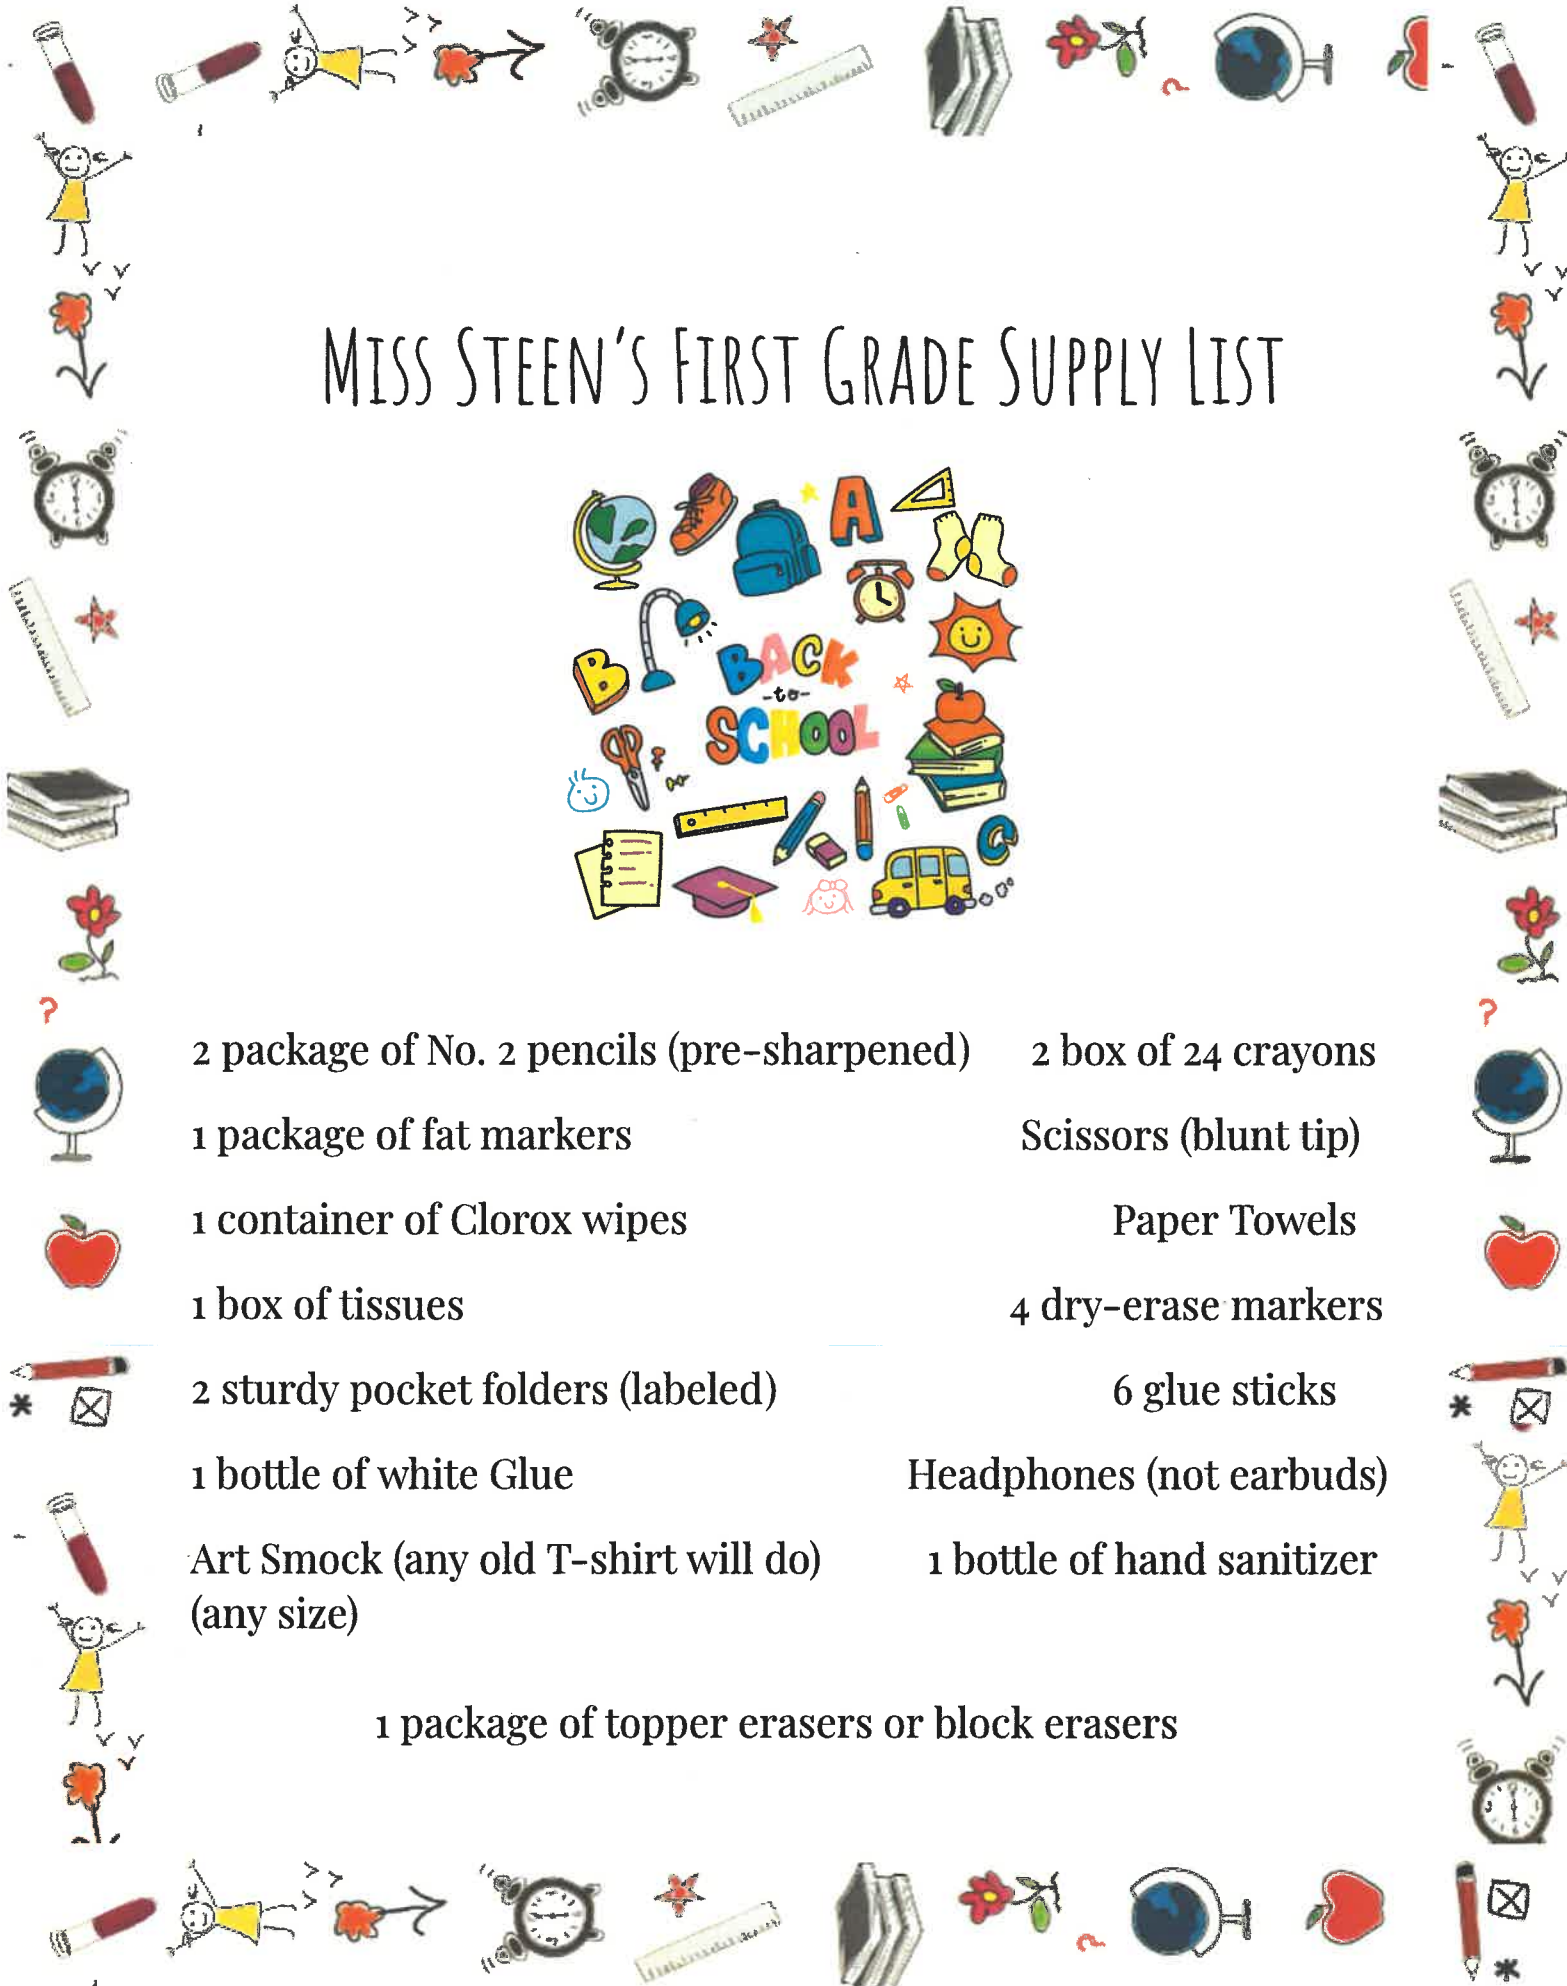 Miss Steen's First Grade Supply List
A
B
BACK
-to-
SCHOOL
C
2 package of No. 2 pencils (pre-sharpened) 2 box of 24 crayons
1 package of fat markers Scissors (blunt tip)
1 container of Clorox wipes Paper Towels
1 box of tissues 4 dry-erase markers
2 sturdy pocket folders (labeled) 6 glue sticks
1 bottle of white Glue Headphones (not earbuds)
Art Smock (any old T-shirt will do) 1 bottle of hand sanitizer
(any size)
1 package of topper erasers or block erasers